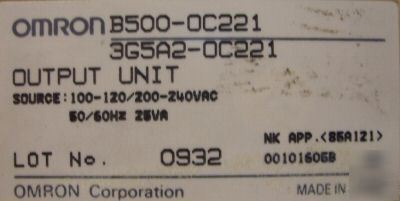 OMRON B500-OC221
3G5A2-OC221
OUTPUT UNIT
SOURCE:100-120/200-240VAC
50/60HZ 25VA
NK APP.<85A121>
LOT No. 0932 00101605B
OMRON Corporation MADE IN